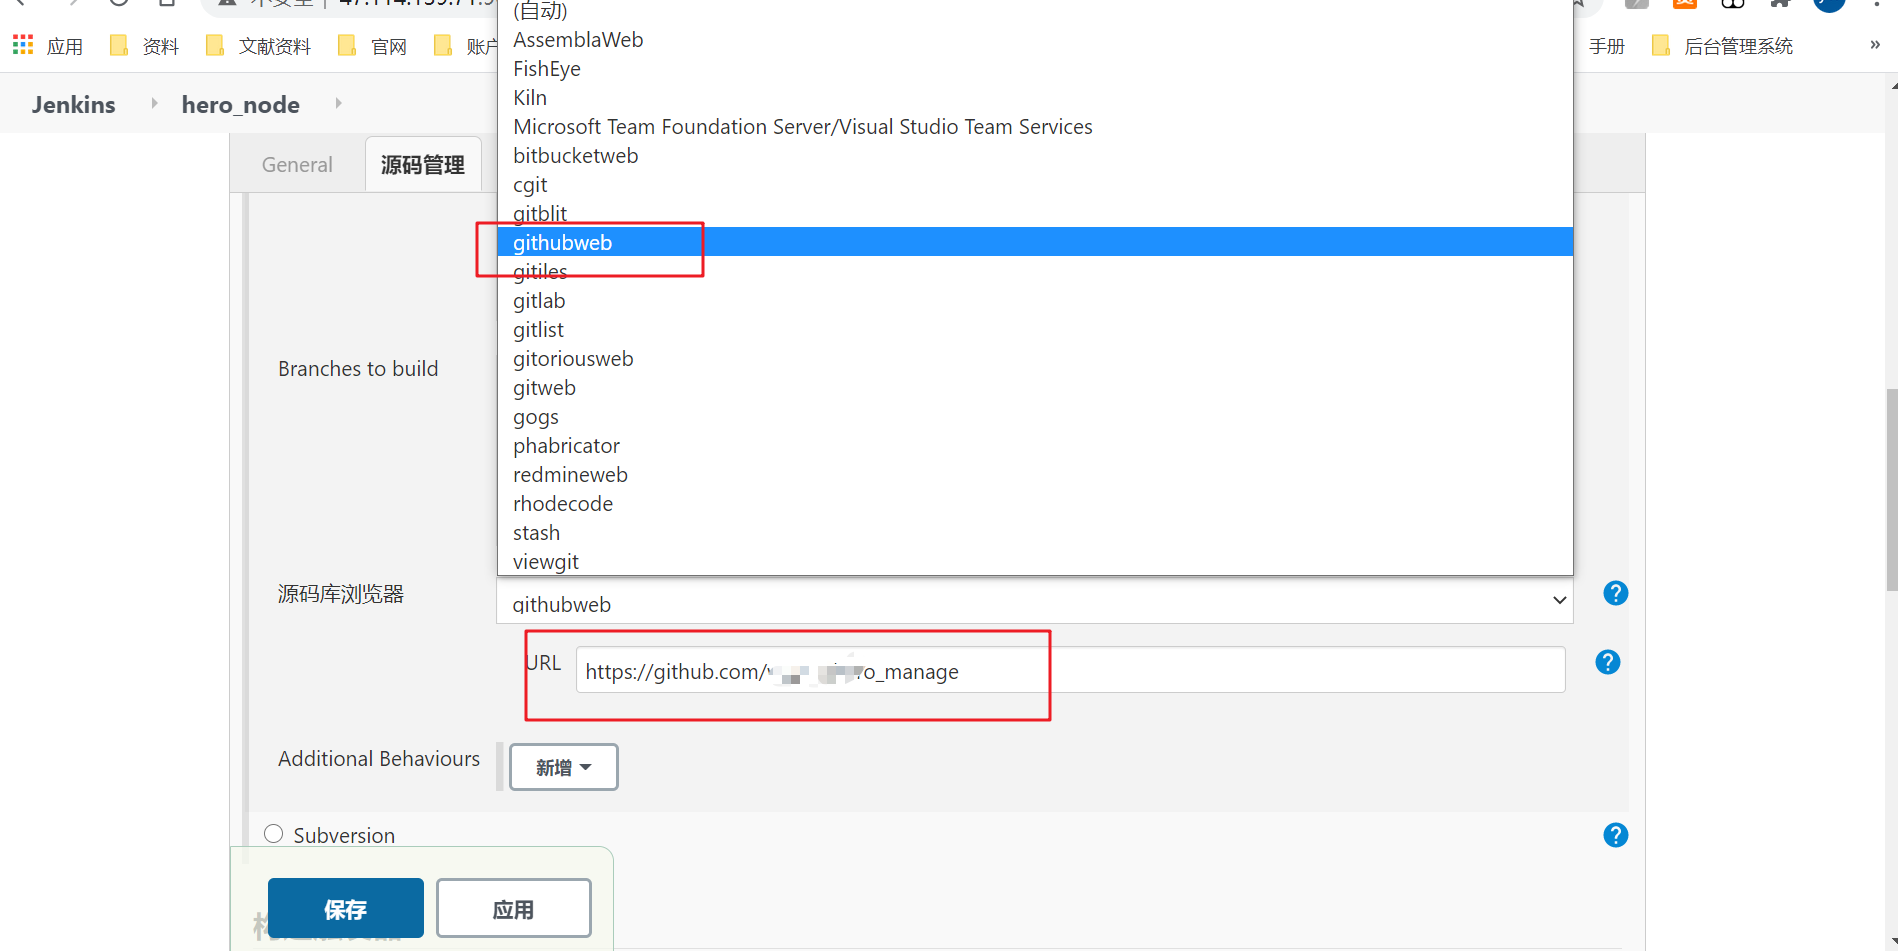 (自动)
应用
资料
文献资料
官网
账户
AssemblaWeb
手册
后台管理系统
»
FishEye
Kiln
Jenkins
hero_node
Microsoft Team Foundation Server/Visual Studio Team Services
General
源码管理
bitbucketweb
cgit
gitblit
githubweb
gitiles
gitlab
gitlist
gitoriousweb
Branches to build
gitweb
gogs
phabricator
redmineweb
rhodecode
stash
viewgit
源码库浏览器
githubweb
URL
https://github.com/
ro_manage
Additional Behaviours
新增
Subversion
保存
应用